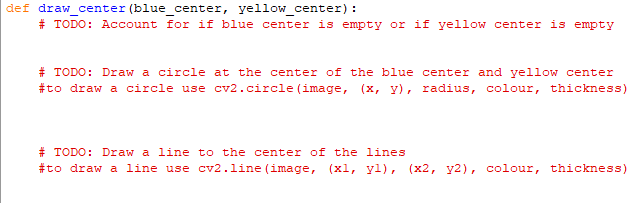 def draw_center(blue_center, yellow_center):
    # TODO: Account for if blue center is empty or if yellow center is empty
    # TODO: Draw a circle at the center of the blue center and yellow center
    #to draw a circle use cv2.circle(image, (x, y), radius, colour, thickness)
    # TODO: Draw a line to the center of the lines
    #to draw a line use cv2.line(image, (x1, y1), (x2, y2), colour, thickness)